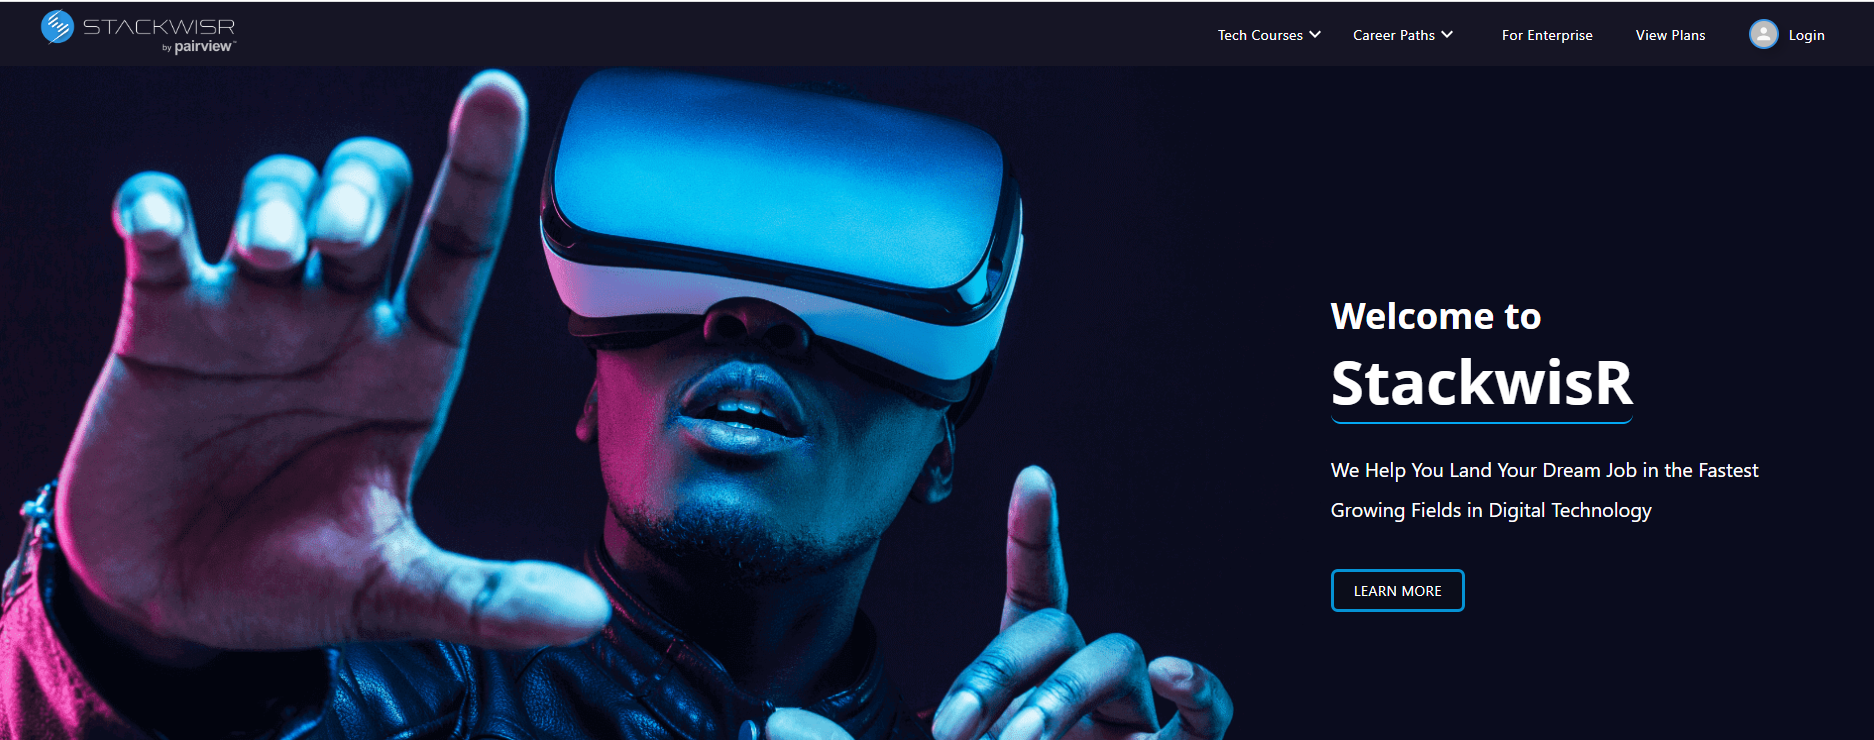 STACKWISR
by pairview™
Tech Courses
Career Paths
For Enterprise
View Plans
Login
Welcome to
StackwisR
We Help You Land Your Dream Job in the Fastest
Growing Fields in Digital Technology
LEARN MORE